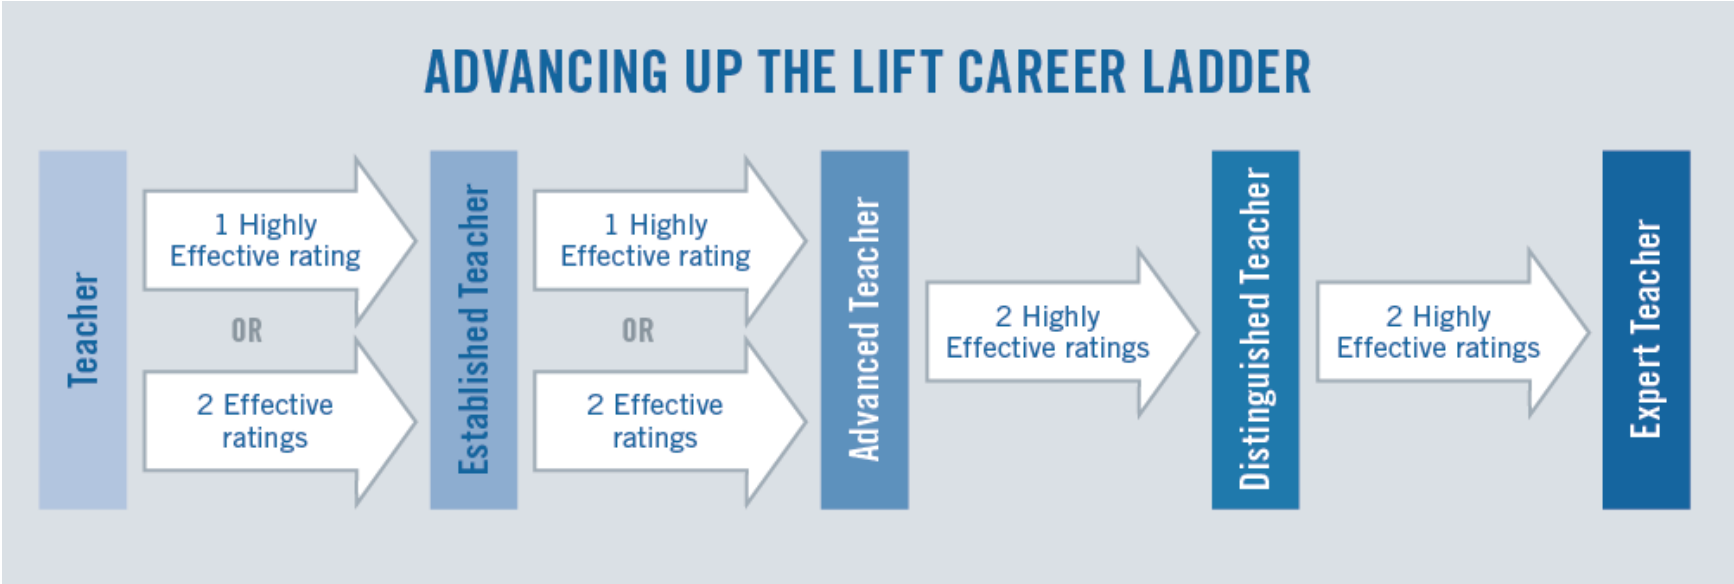 ADVANCING UP THE LIFT CAREER LADDER
Teacher
1 Highly
Effective rating
OR
2 Effective
ratings
Established Teacher
1 Highly
Effective rating
OR
2 Effective
ratings
Advanced Teacher
2 Highly
Effective ratings
Distinguished Teacher
2 Highly
Effective ratings
Expert Teacher